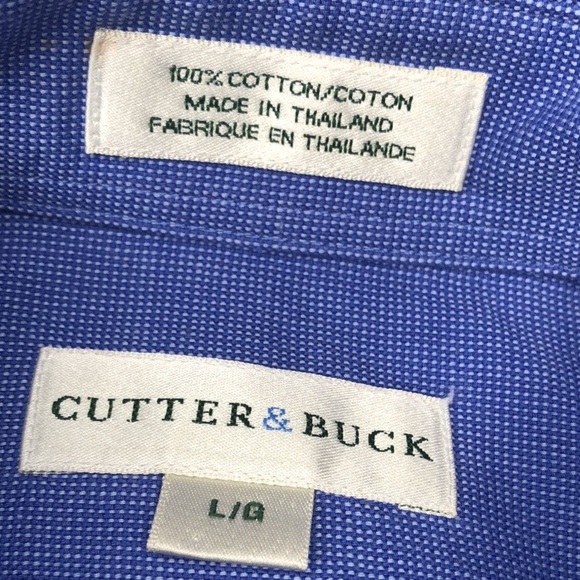 100% COTTON/COTON
MADE IN THAILAND
FABRIQUE EN THAILANDE
CUTTER & BUCK
L/G